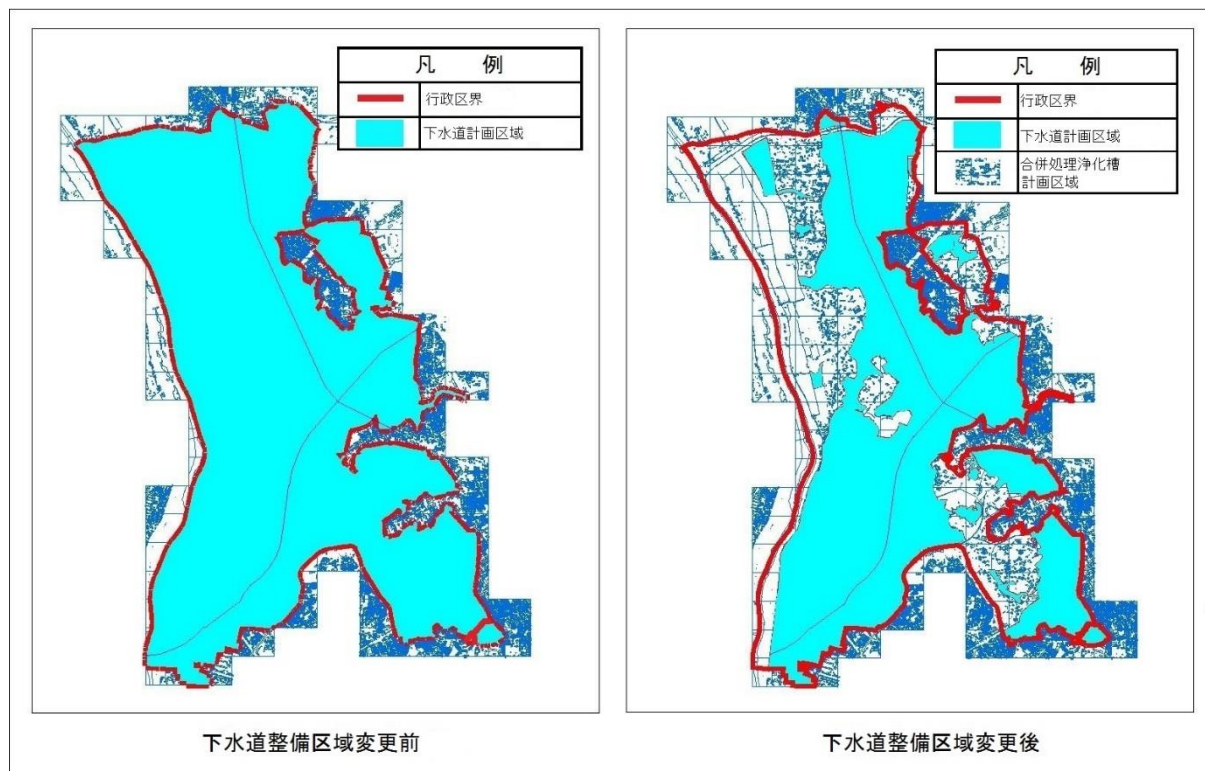 凡 例
行政区界
下水道計画区域
凡 例
行政区界
下水道計画区域
合併処理浄化槽
計画区域
下水道整備区域変更前
下水道整備区域変更後